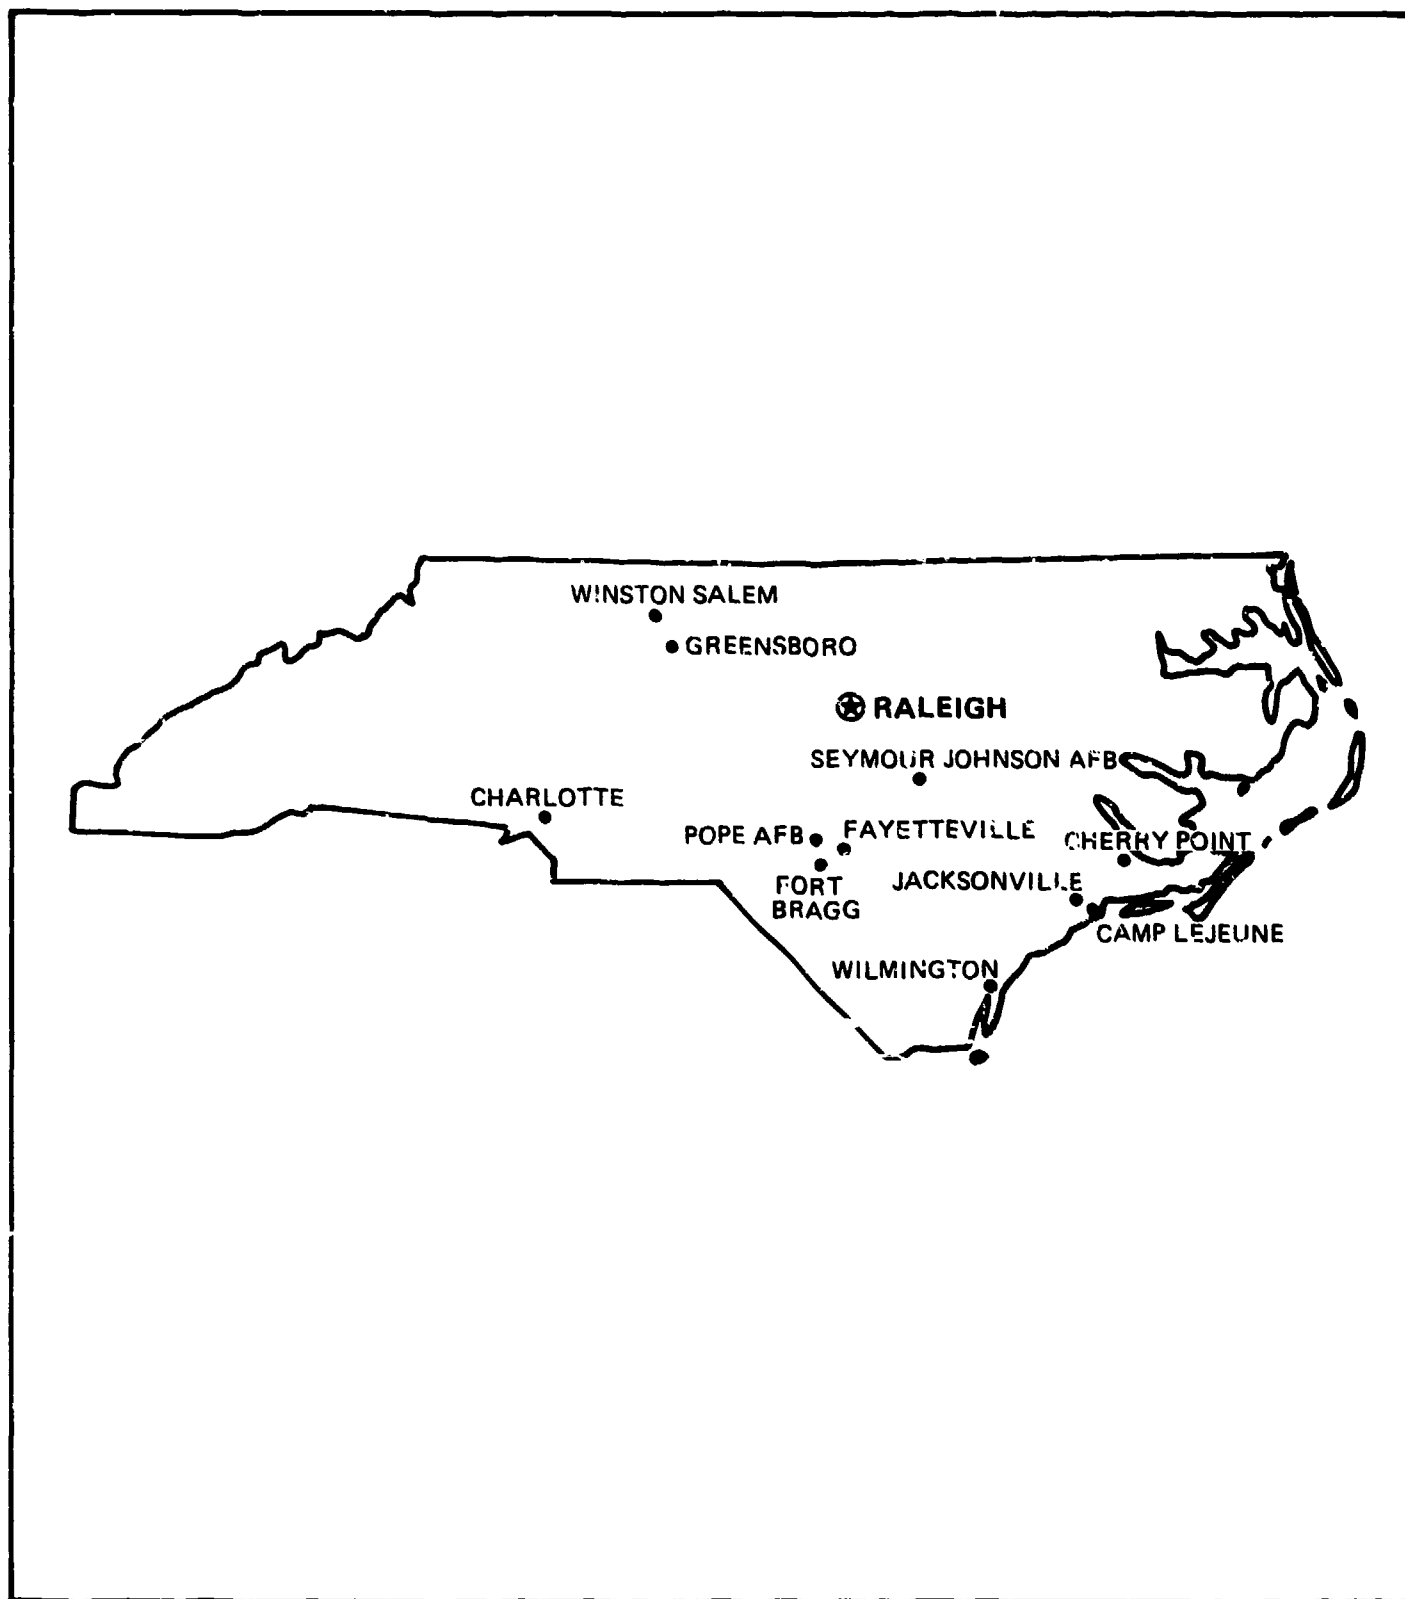 WINSTON SALEM
GREENSBORO
RALEIGH
SEYMOUR JOHNSON AFB
CHARLOTTE
POPE AFB
FAYETTEVILLE
CHERRY POINT
FORT
BRAGG
JACKSONVILLE
CAMP LEJEUNE
WILMINGTON